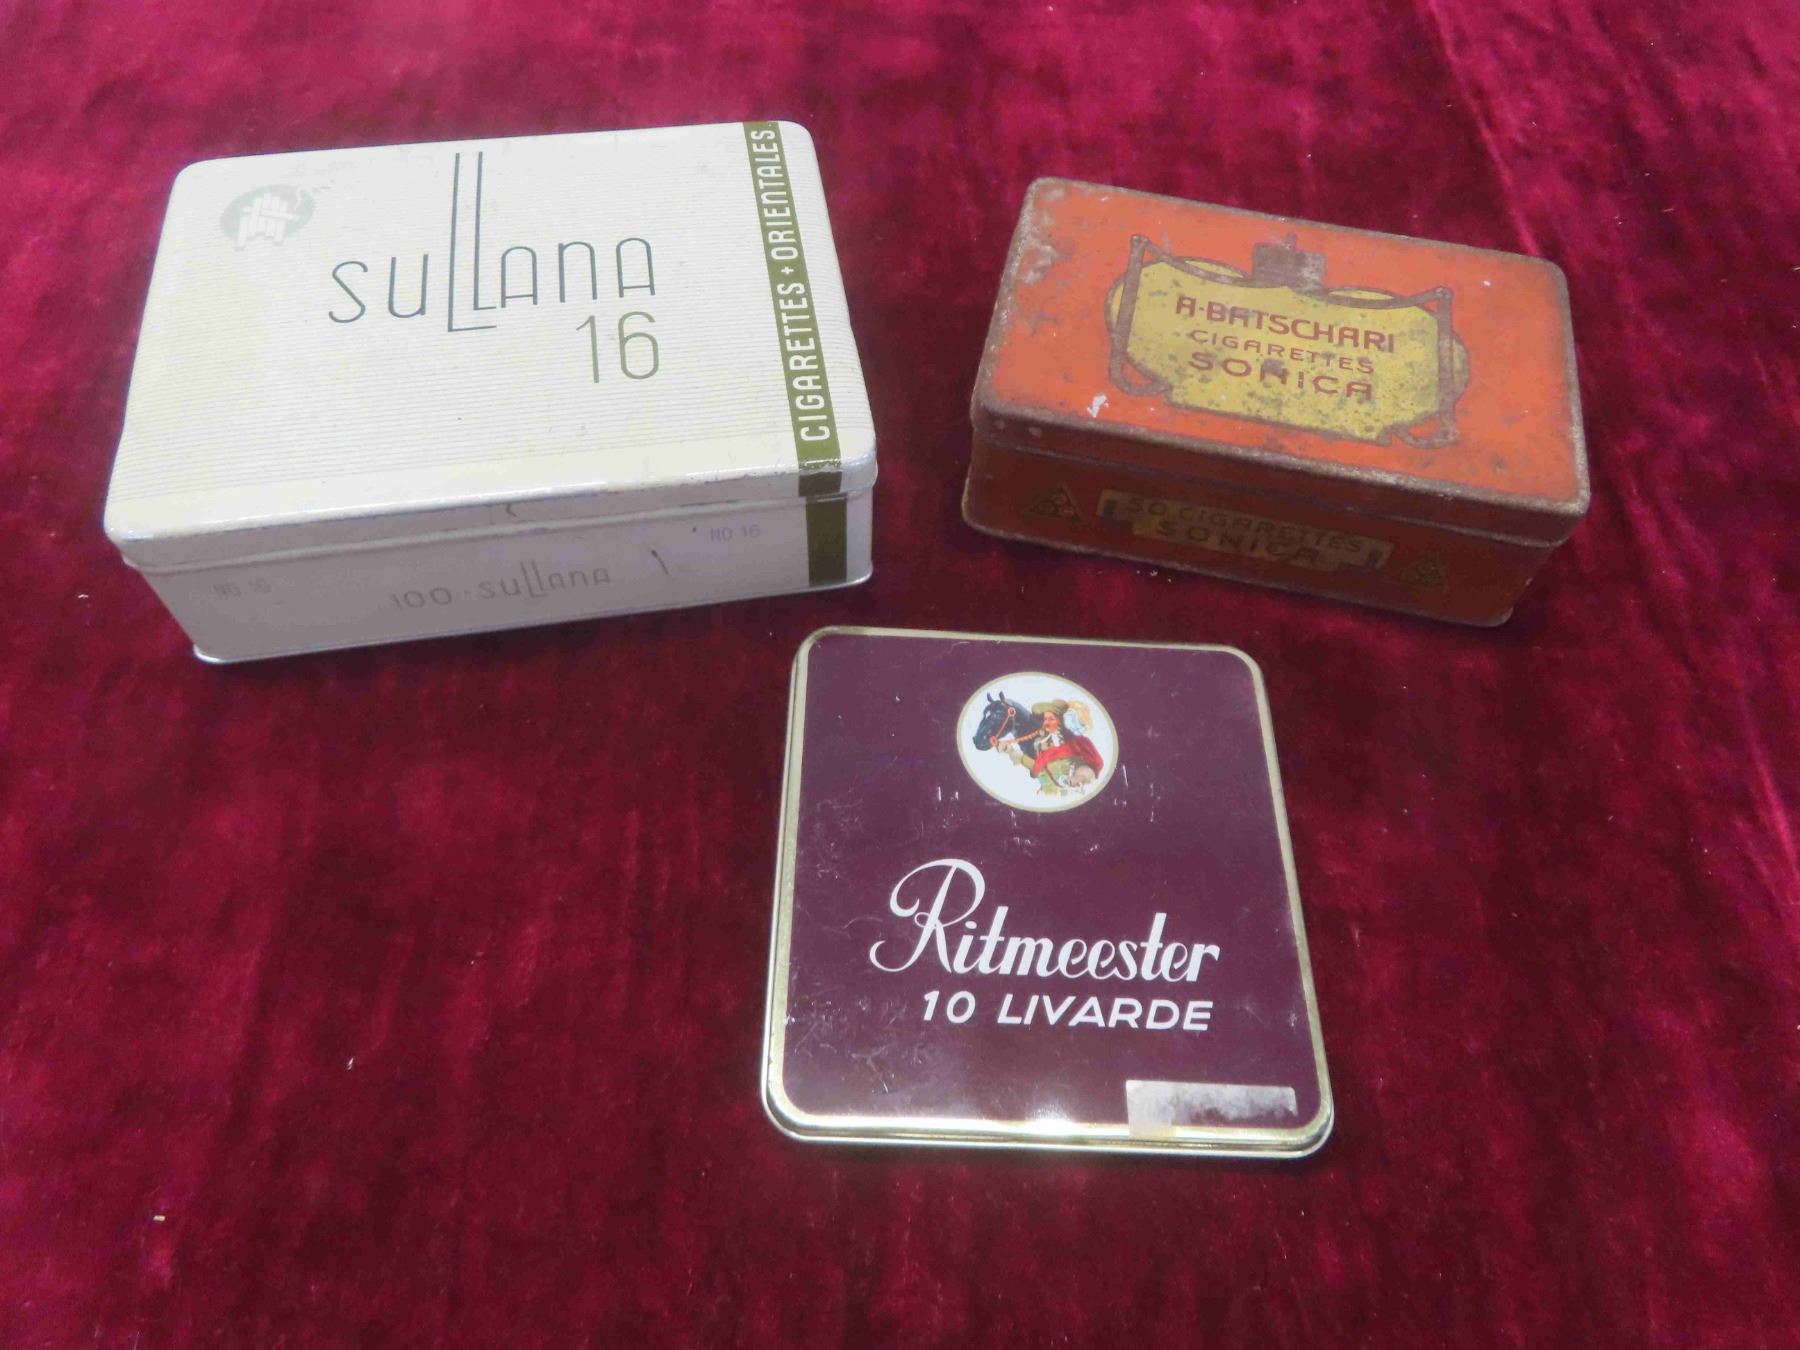 sullana
16
CIGARETTES + ORIENTALES.
NO 16
100 · sullana
NO 16
A·BATSCHARI
CIGARETTES
SONICA
50 CIGARETTES
SONICA
Ritmeester
10 LIVARDE